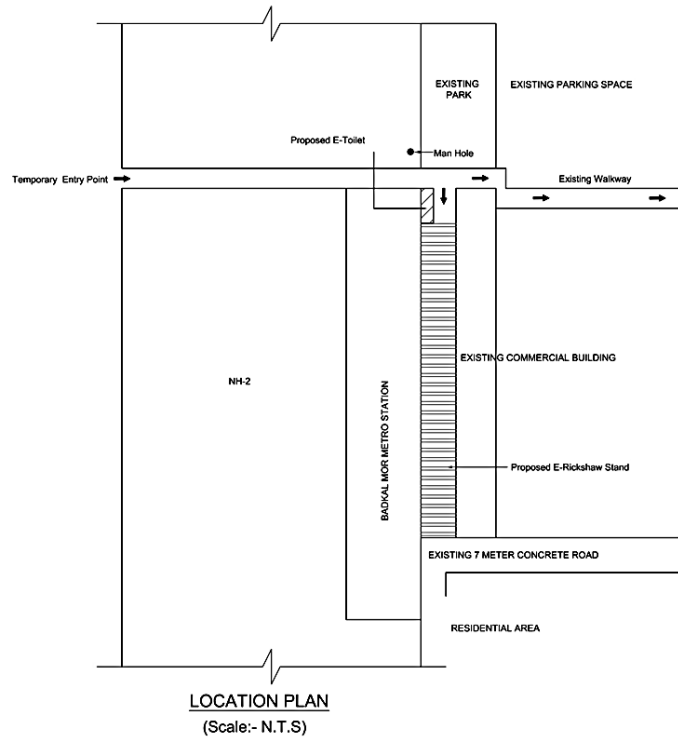 EXISTING
PARK
EXISTING PARKING SPACE
Proposed E-Toilet
Man Hole
Temporary Entry Point
Existing Walkway
EXISTING COMMERCIAL BUILDING
NH-2
BADKAL MOR METRO STATION
Proposed E-Rickshaw Stand
EXISTING 7 METER CONCRETE ROAD
RESIDENTIAL AREA
LOCATION PLAN
(Scale:- N.T.S)